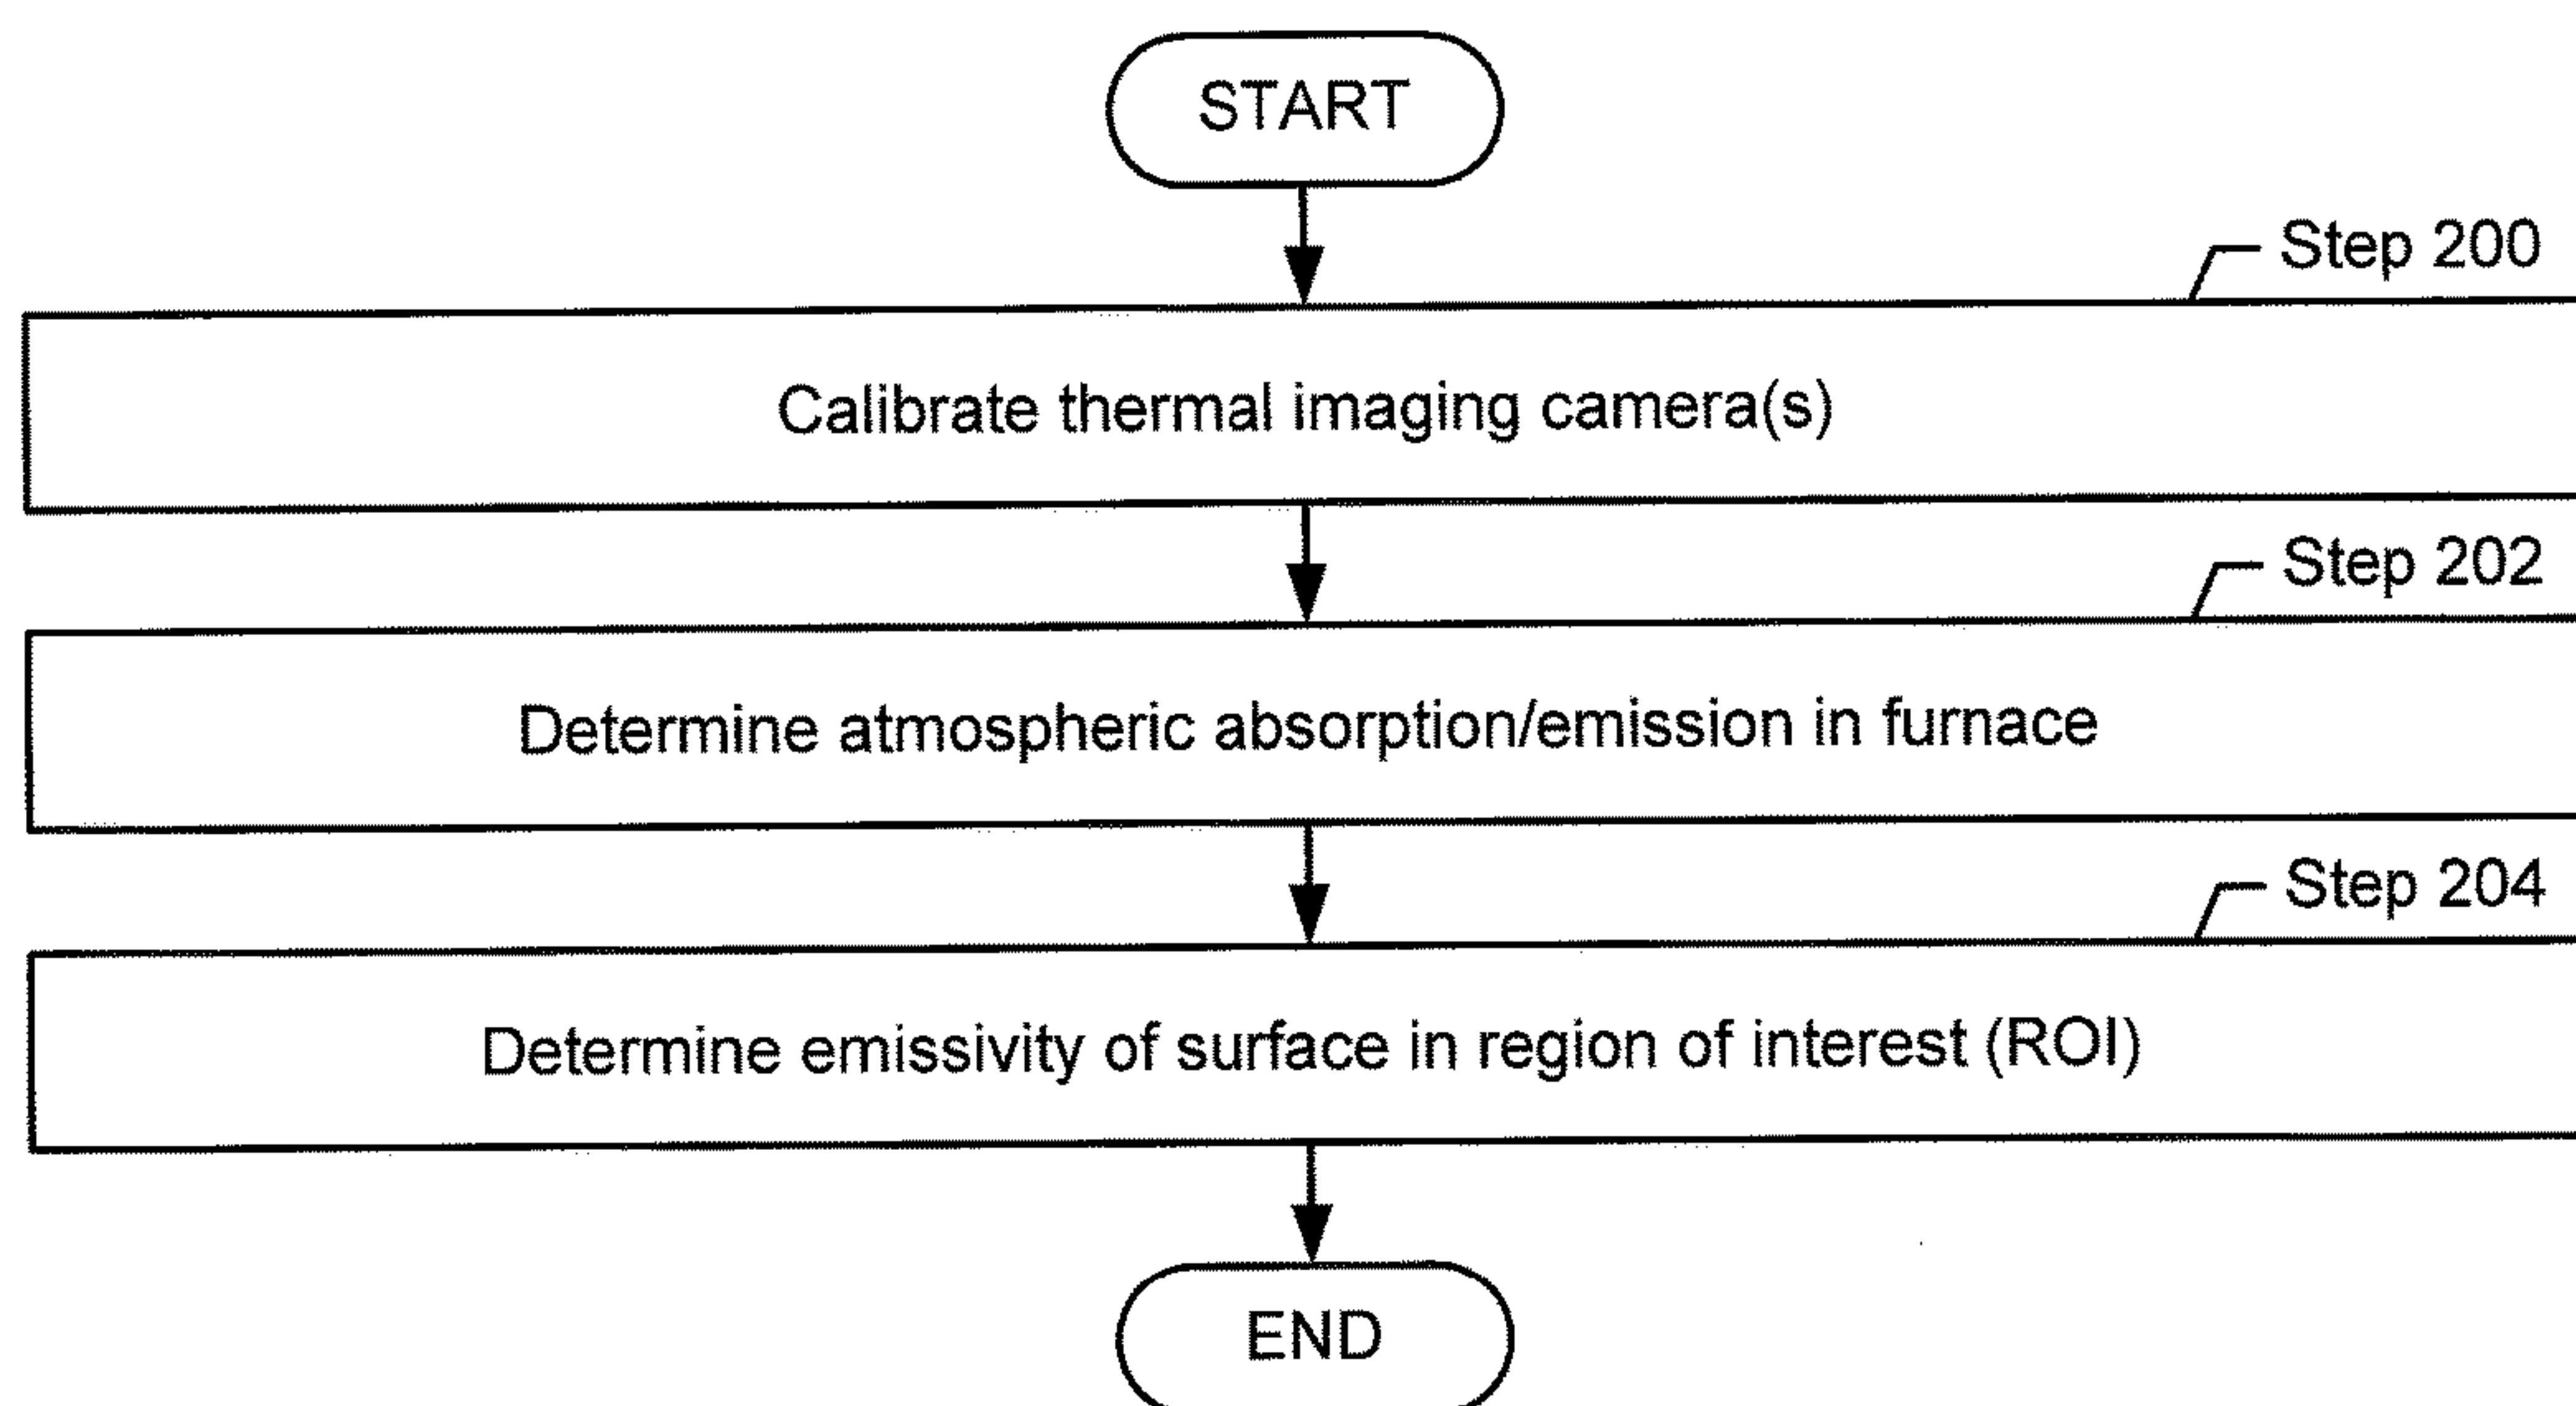 START
Step 200
Calibrate thermal imaging camera(s)
Step 202
Determine atmospheric absorption/emission in furnace
Step 204
Determine emissivity of surface in region of interest (ROI)
END